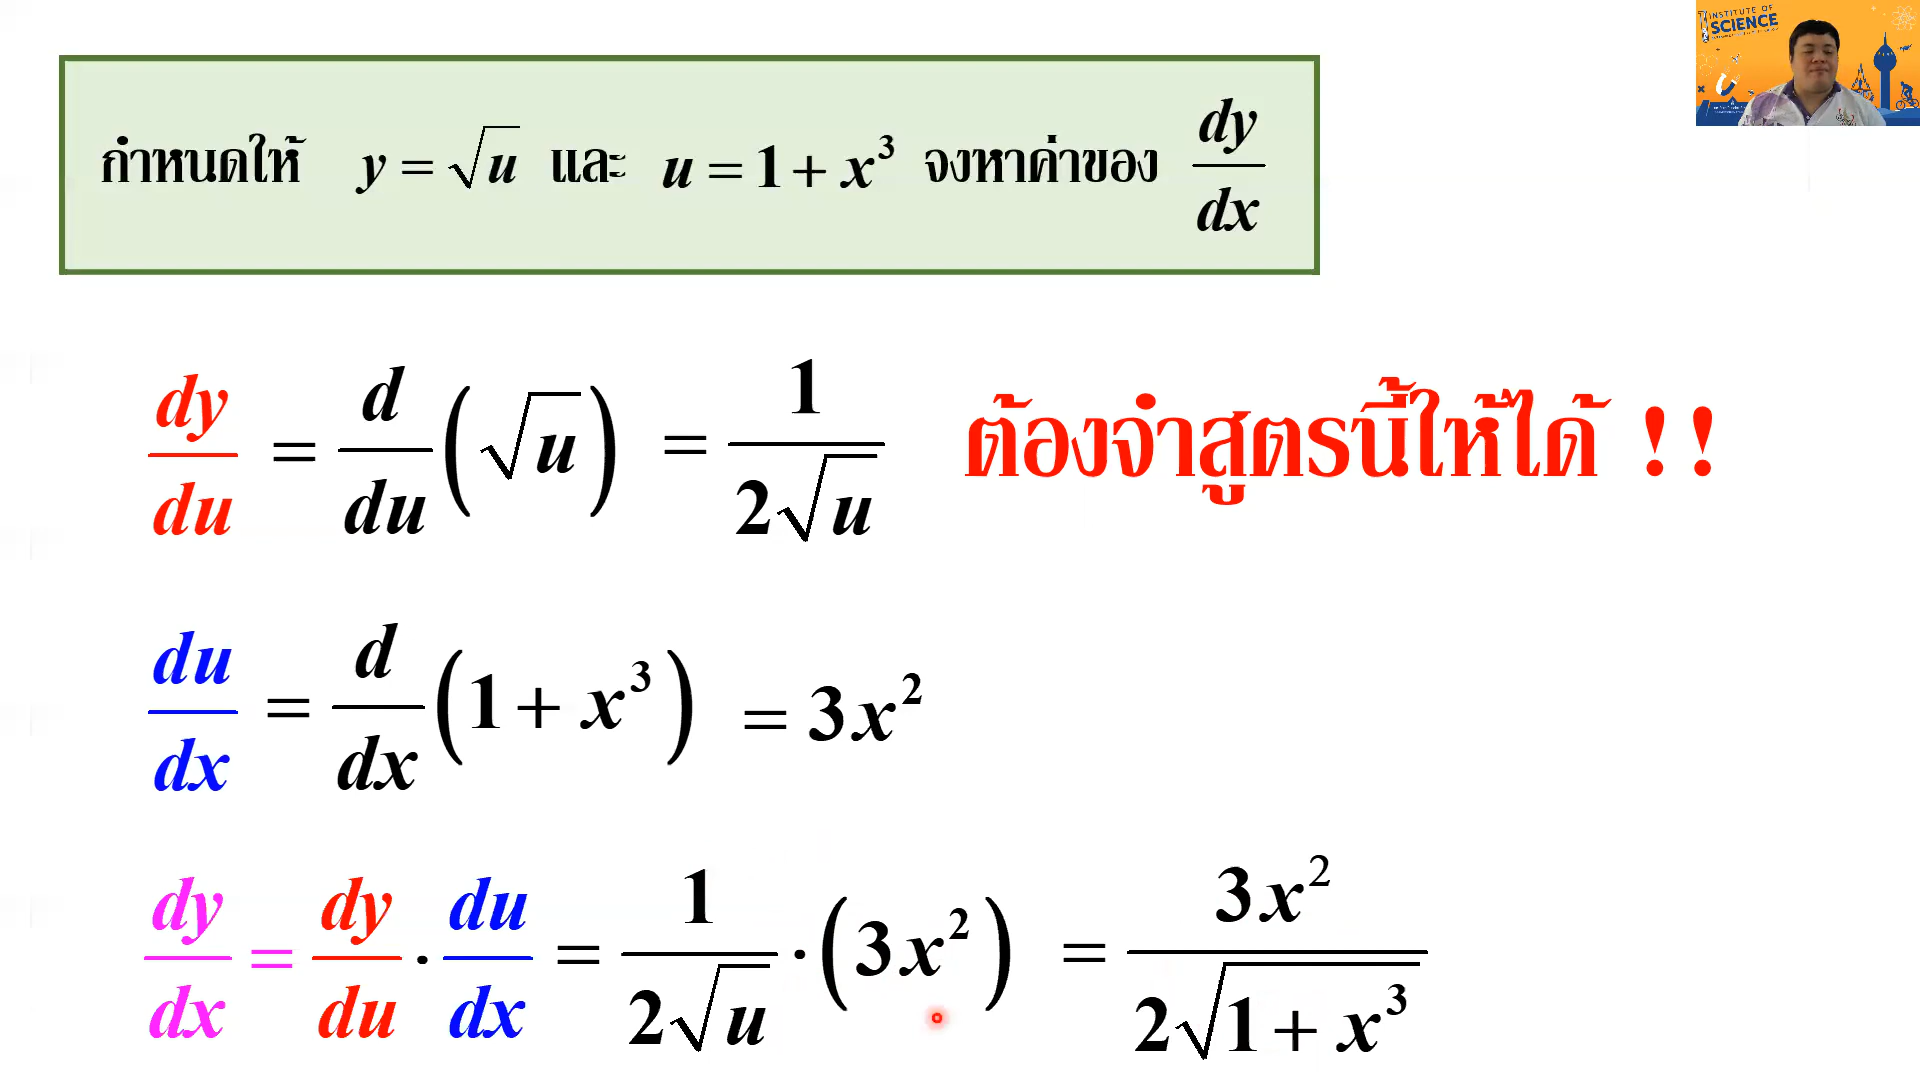 INSTITUTE OF
SCIENCE
กำหนดให้ y = √u และ u = 1 + x³ จงหาค่าของ dy/dx
dy/du = d/du (√u) = 1/(2√u) ต้องจำสูตรนี้ให้ได้ !!
du/dx = d/dx (1 + x³) = 3x²
dy/dx = dy/du · du/dx = 1/(2√u) · (3x²) = 3x²/(2√(1 + x³))